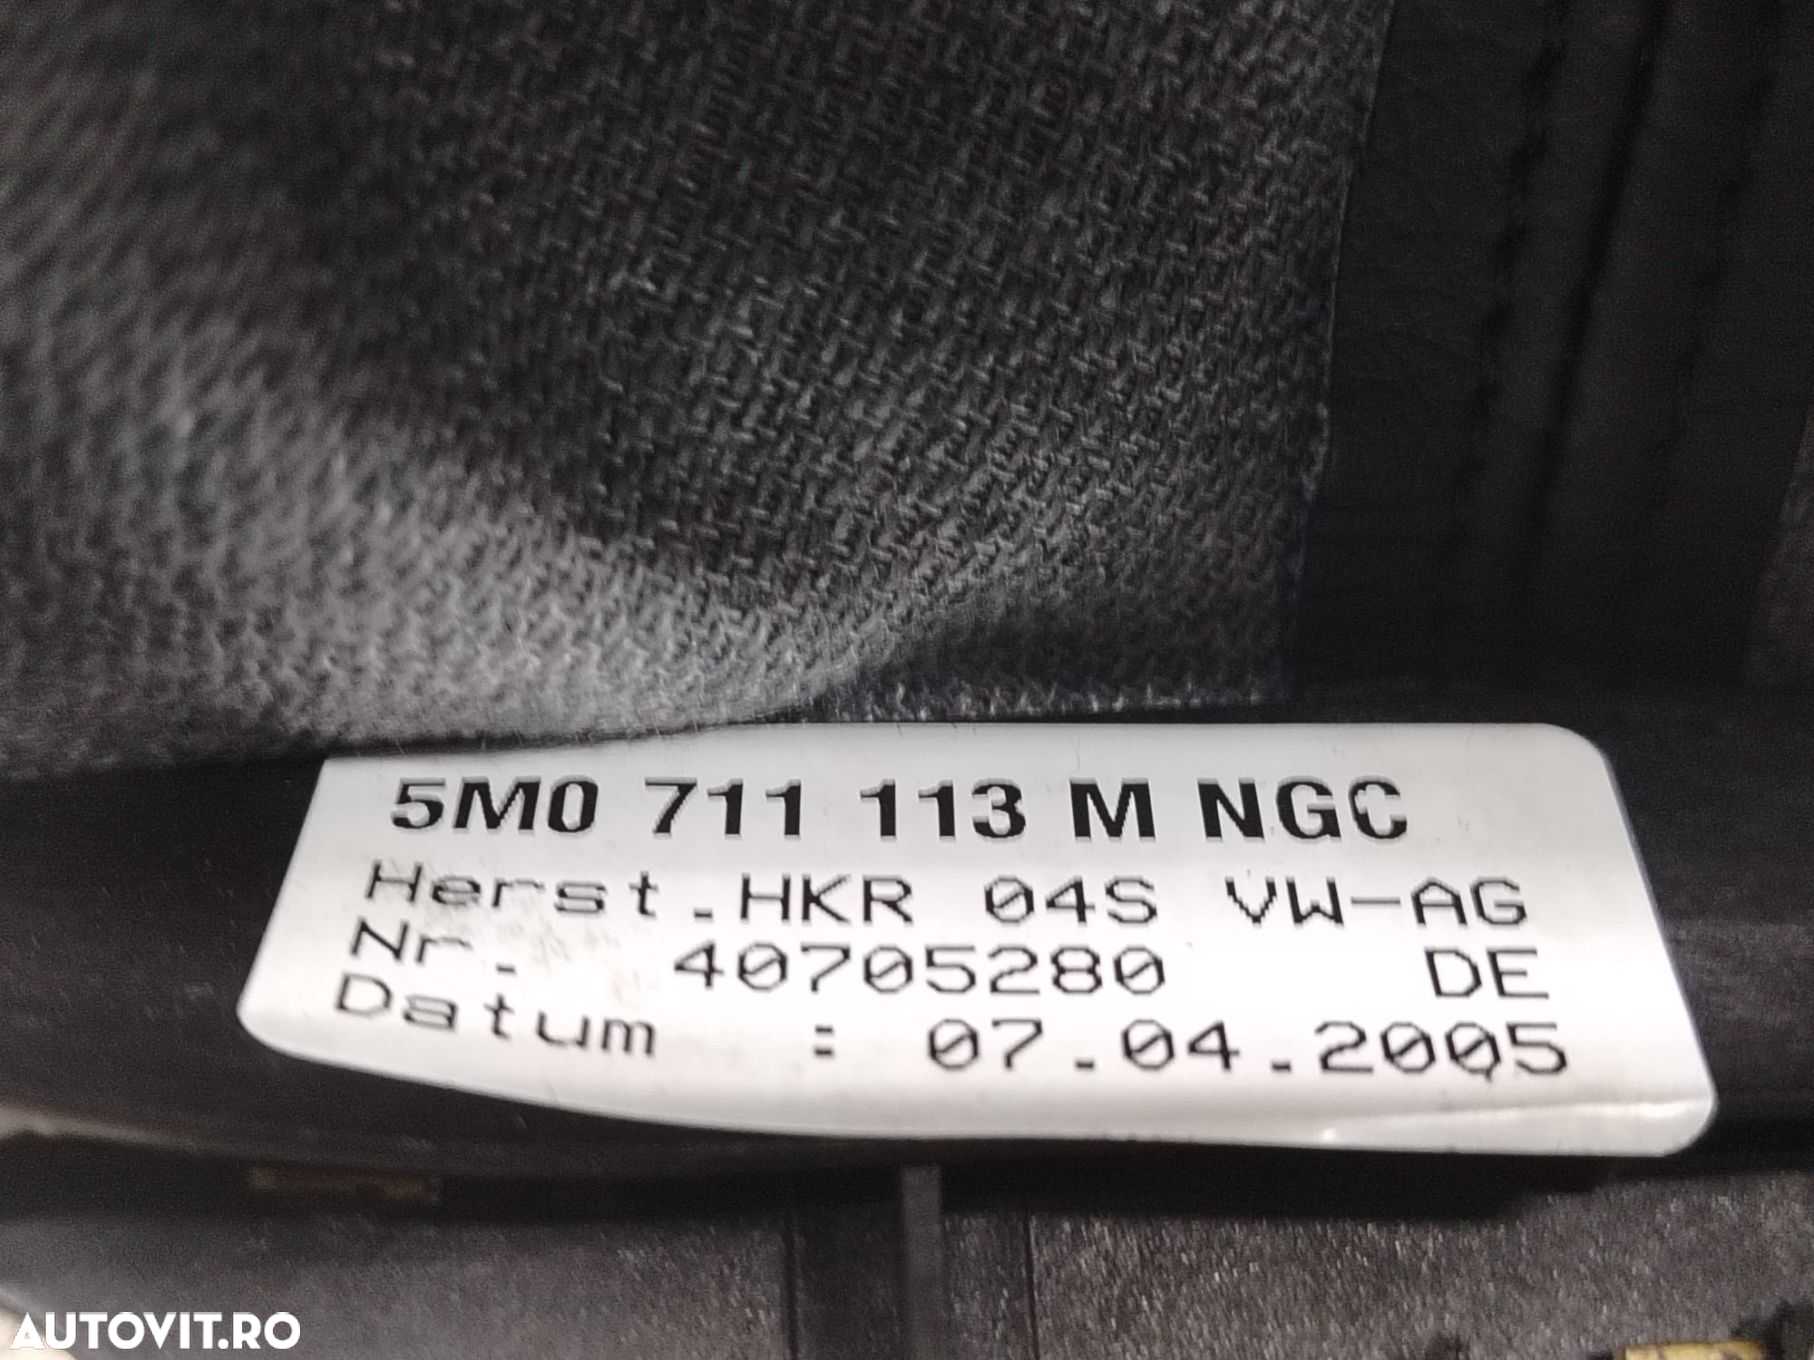 5M0 711 113 M NGC
Herst.HKR 04S VW-AG
Nr. 40705280 DE
Datum : 07.04.2005
AUTOVIT.RO